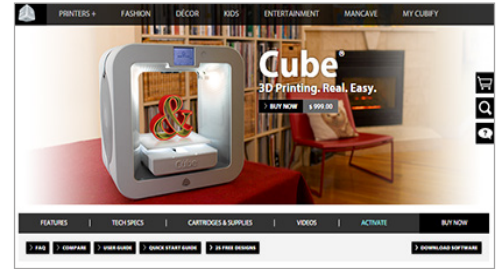 PRINTERS + FASHION DÉCOR KIDS ENTERTAINMENT MANCAVE MY CUBIFY
Cube®
3D Printing. Real. Easy.
> BUY NOW $ 999.00
&
Cube
FEATURES | TECH SPECS | CARTRIDGES & SUPPLIES | VIDEOS | ACTIVATE BUY NOW
> FAQ > COMPARE > USER GUIDE > QUICK START GUIDE > 25 FREE DESIGNS > DOWNLOAD SOFTWARE